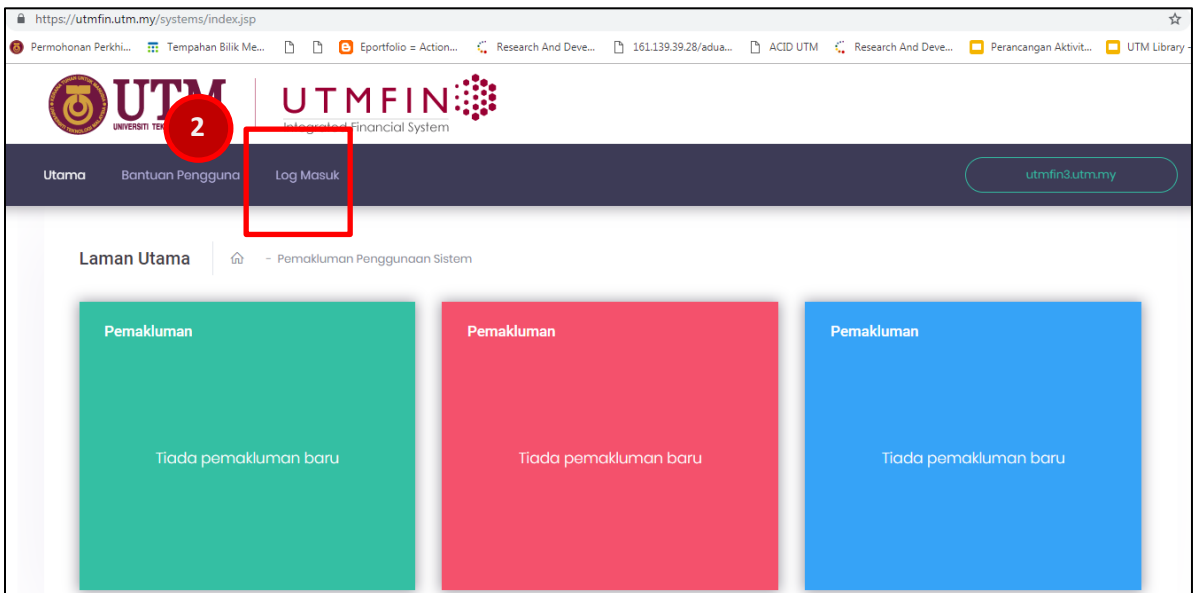 https://utmfin.utm.my/systems/index.jsp
Permohonan Perkhi... Tempahan Bilik Me... Eportfolio = Action... Research And Deve... 161.139.39.28/adua... ACID UTM Research And Deve... Perancangan Aktivit... UTM Library -
UTM
UNIVERSITI TEK
2
UTMFIN
Integrated Financial System
Utama Bantuan Pengguna Log Masuk utmfin3.utm.my
Laman Utama - Pemakluman Penggunaan Sistem
Pemakluman Pemakluman Pemakluman
Tiada pemakluman baru Tiada pemakluman baru Tiada pemakluman baru